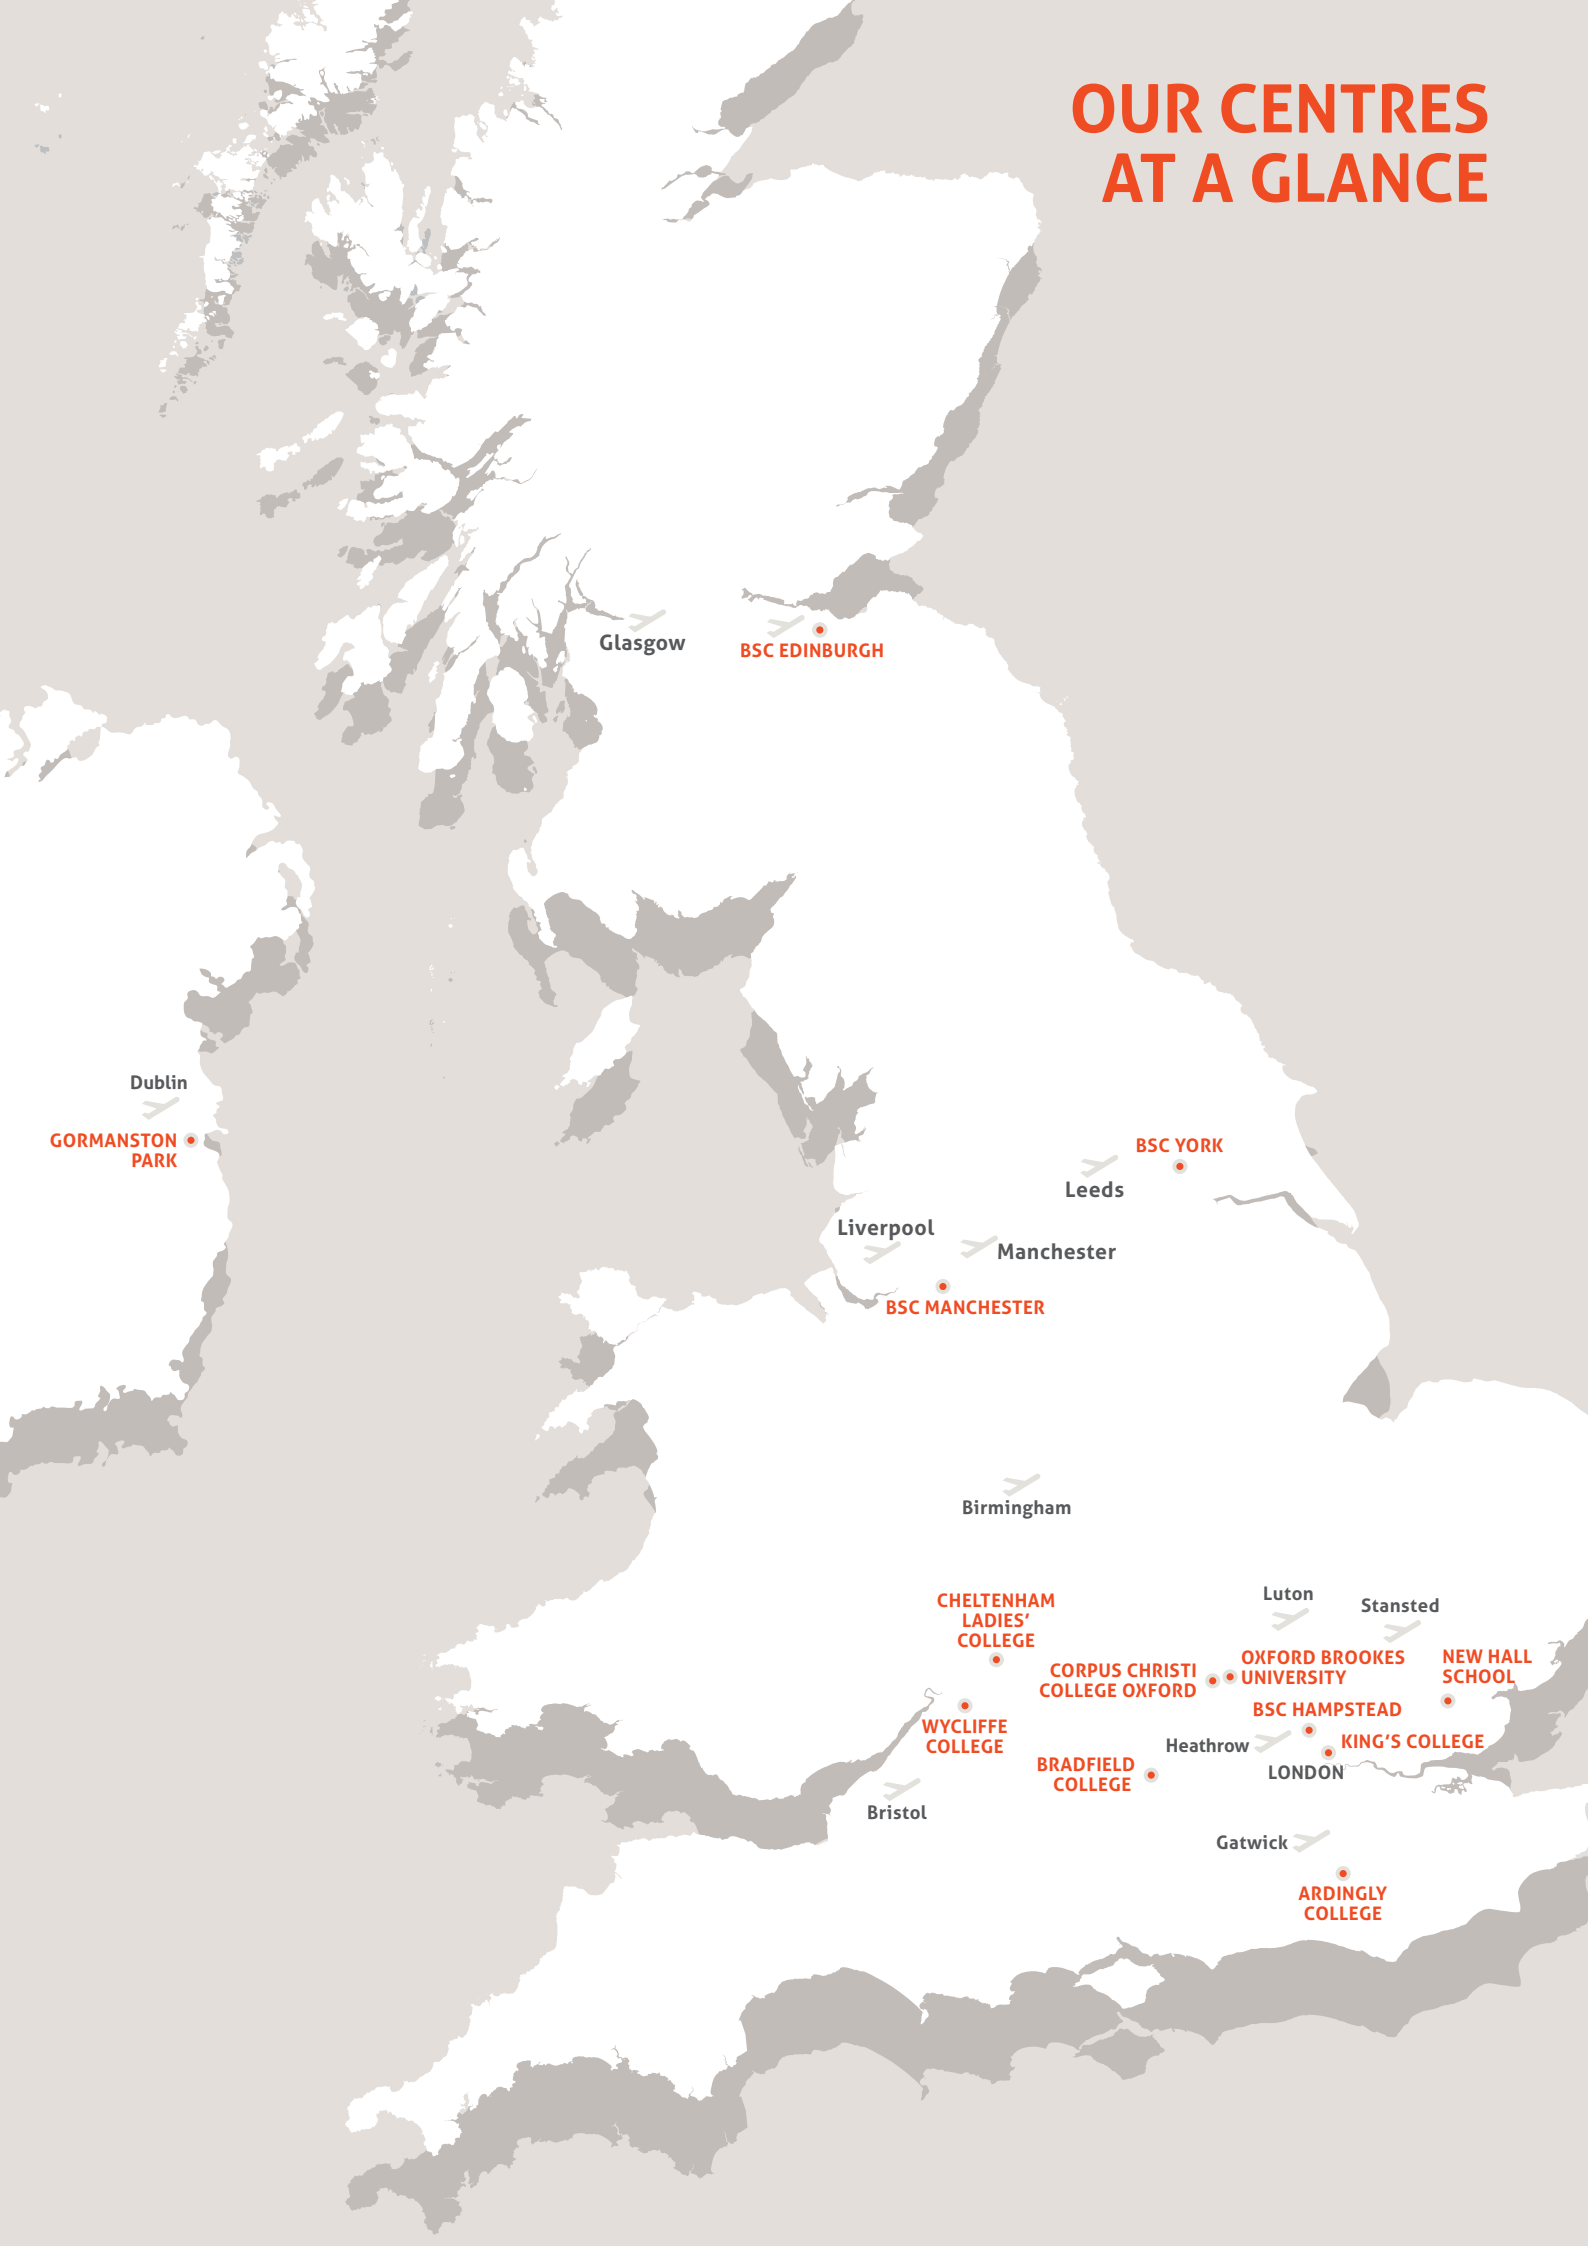 OUR CENTRES
AT A GLANCE
Glasgow
BSC EDINBURGH
Dublin
GORMANSTON
PARK
BSC YORK
Leeds
Liverpool
Manchester
BSC MANCHESTER
Birmingham
CHELTENHAM
LADIES’
COLLEGE
Luton
Stansted
CORPUS CHRISTI
COLLEGE OXFORD
OXFORD BROOKES
UNIVERSITY
NEW HALL
SCHOOL
BSC HAMPSTEAD
WYCLIFFE
COLLEGE
Heathrow
KING’S COLLEGE
LONDON
BRADFIELD
COLLEGE
Bristol
Gatwick
ARDINGLY
COLLEGE